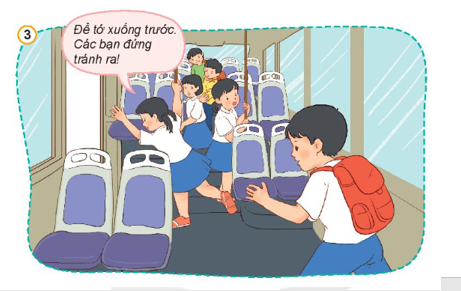 3
Để tớ xuống trước.
Các bạn đứng
tránh ra!